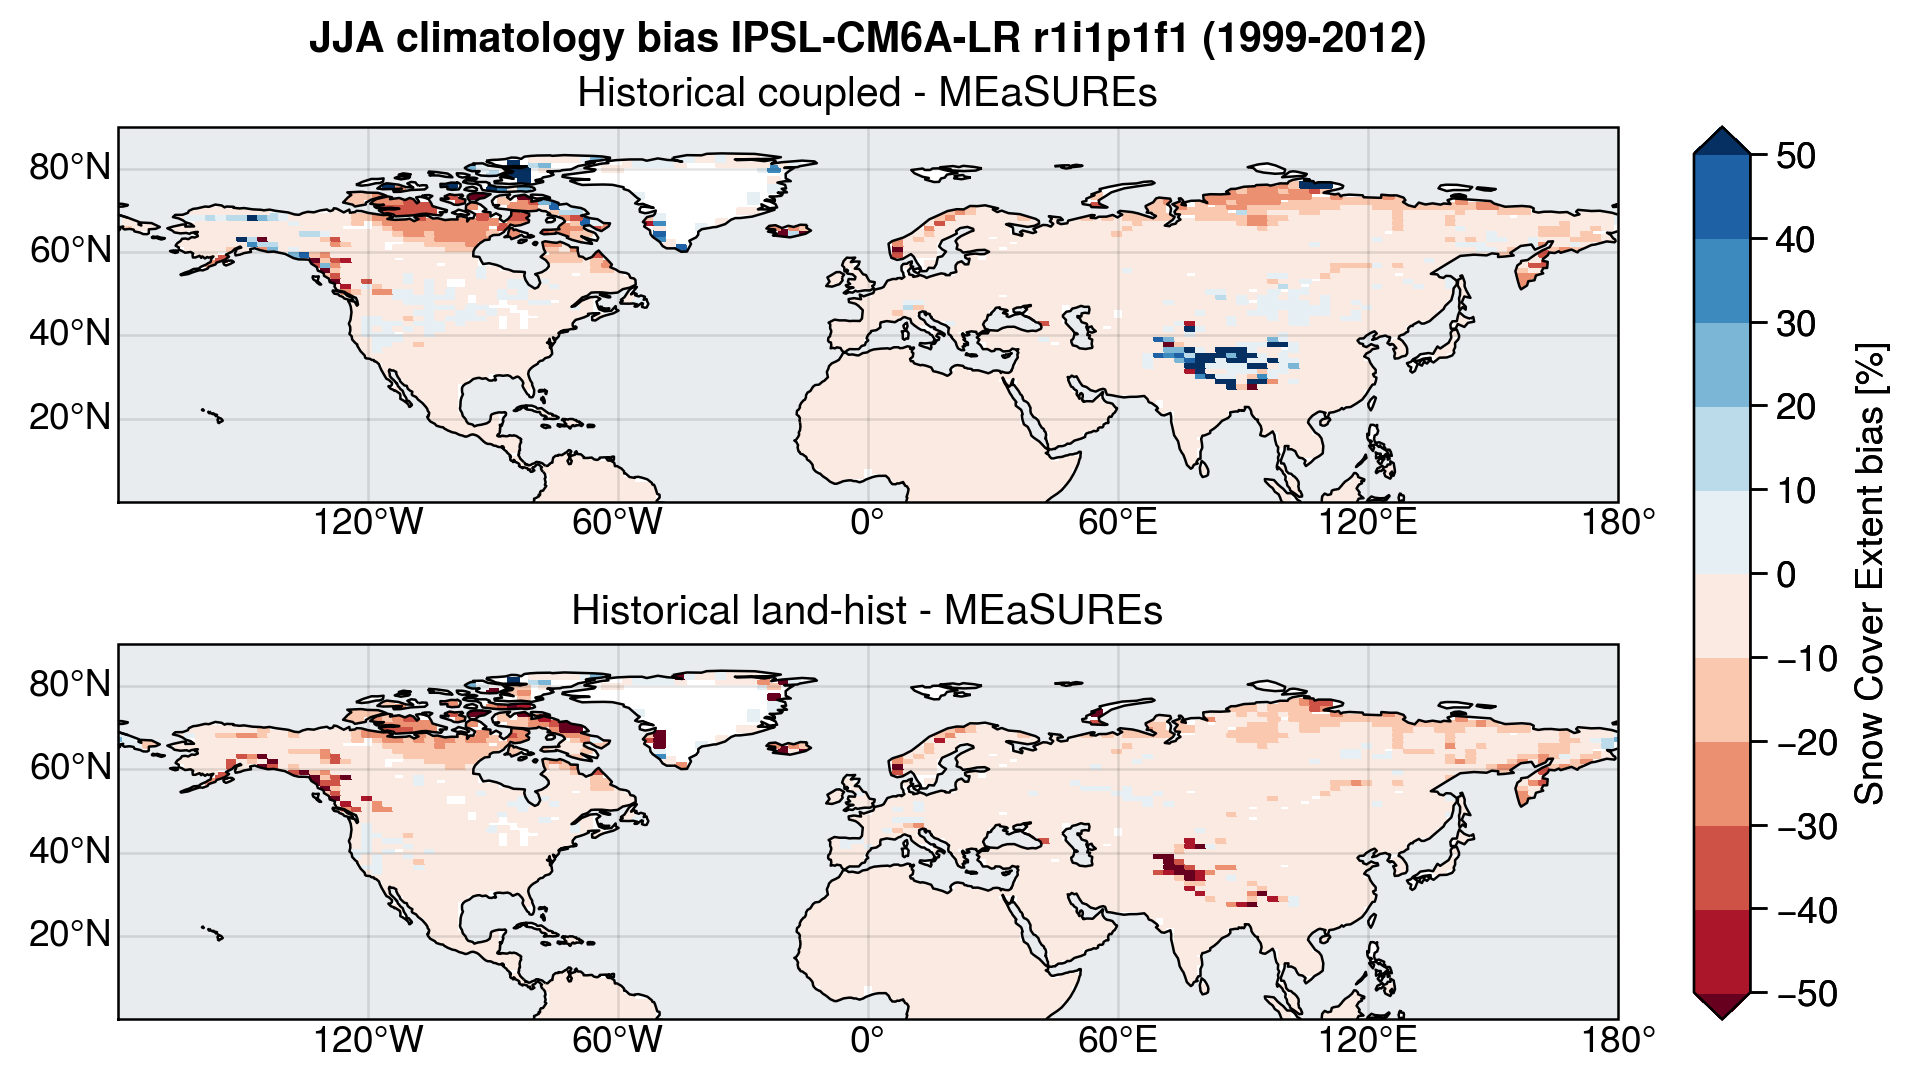 JJA climatology bias IPSL-CM6A-LR r1i1p1f1 (1999-2012)
Historical coupled - MEaSUREs
80°N
60°N
40°N
20°N
120°W 60°W 0° 60°E 120°E 180°
Historical land-hist - MEaSUREs
80°N
60°N
40°N
20°N
120°W 60°W 0° 60°E 120°E 180°
50
40
30
20
10
0
−10
−20
−30
−40
−50
Snow Cover Extent bias [%]